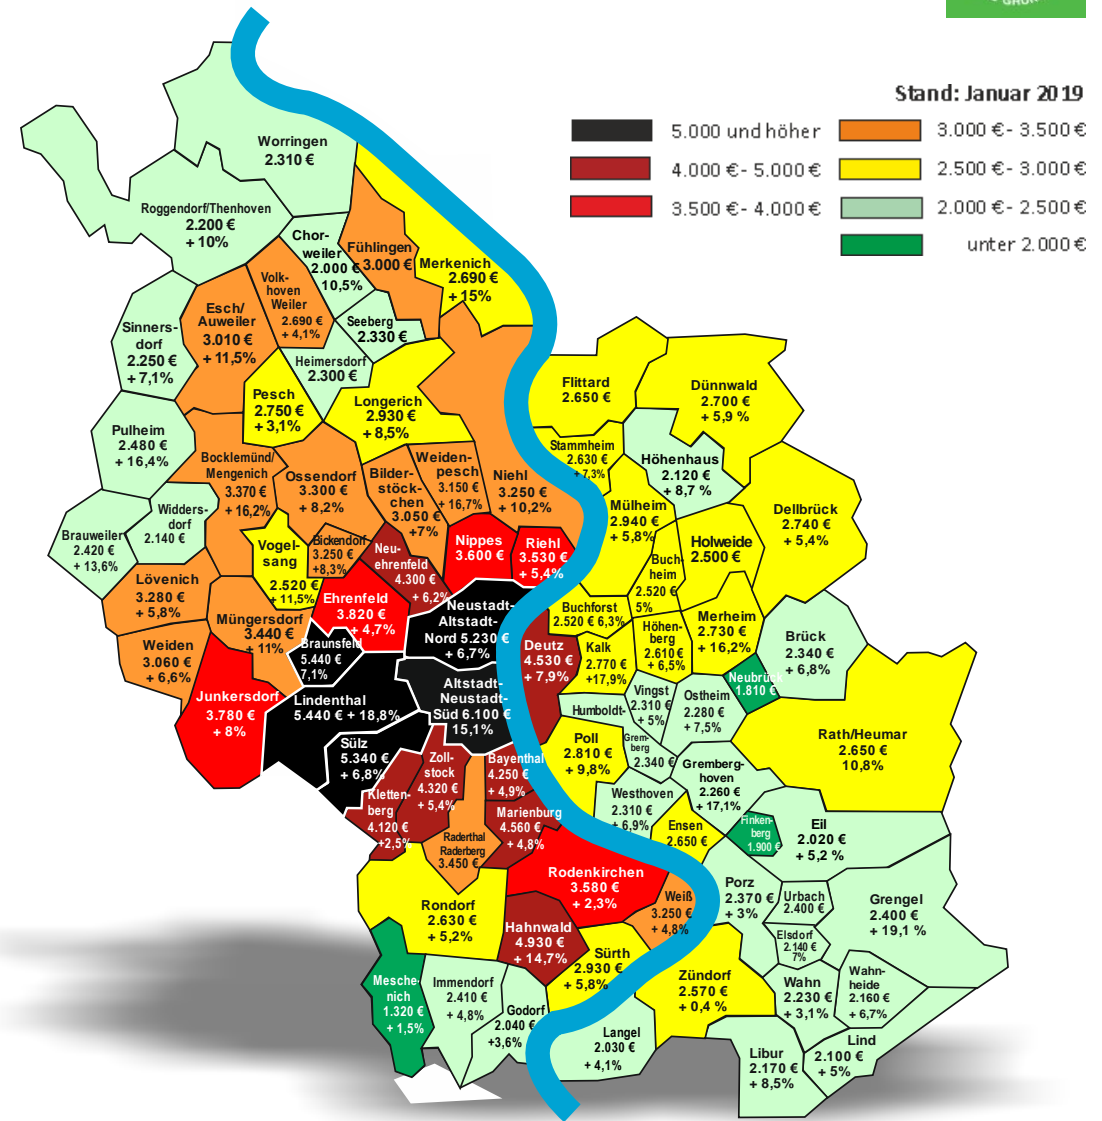 GRÜN
Stand: Januar 2019
5.000 und höher
4.000 €- 5.000 €
3.500 €- 4.000 €
3.000 €- 3.500 €
2.500 €- 3.000 €
2.000 €- 2.500 €
unter 2.000 €
Worringen
2.310 €
Roggendorf/Thenhoven
2.200 €
+ 10%
Chor-
weiler
2.000 €
10,5%
Fühlingen
3.000 €
Merkenich
2.690 €
+ 15%
Volk-
hoven
Weiler
2.690 €
+ 4,1%
Esch/
Auweiler
3.010 €
+ 11,5%
Seeberg
2.330 €
Sinners-
dorf
2.250 €
+ 7,1%
Heimersdorf
2.300 €
Pesch
2.750 €
+ 3,1%
Longerich
2.930 €
+ 8,5%
Flittard
2.650 €
Dünnwald
2.700 €
+ 5,9 %
Pulheim
2.480 €
+ 16,4%
Bocklemünd/
Mengenich
3.370 €
+ 16,2%
Ossendorf
3.300 €
+ 8,2%
Bilder-
stöck-
chen
3.050 €
+7%
Weiden-
pesch
3.150 €
+ 16,7%
Niehl
3.250 €
+ 10,2%
Stammheim
2.630 €
+ 7,3%
Höhenhaus
2.120 €
+ 8,7 %
Widders-
dorf
2.140 €
Brauweiler
2.420 €
+ 13,6%
Mülheim
2.940 €
+ 5,8%
Dellbrück
2.740 €
+ 5,4%
Holweide
2.500 €
Buch-
heim
2.520 €
5%
Vogel-
sang
2.520 €
+ 11,5%
Bickendorf
3.250 €
+8,3%
Neu-
ehrenfeld
4.300 €
+ 6,2%
Nippes
3.600 €
Riehl
3.530 €
+ 5,4%
Lövenich
3.280 €
+ 5,8%
Ehrenfeld
3.820 €
+ 4,7%
Neustadt-
Altstadt-
Nord 5.230 €
+ 6,7%
Buchforst
2.520 € 6,3%
Müngersdorf
3.440 €
+ 11%
Merheim
2.730 €
+ 16,2%
Höhen-
berg
2.610 €
+ 6,5%
Brück
2.340 €
+ 6,8%
Weiden
3.060 €
+ 6,6%
Braunsfeld
5.440 €
7,1%
Deutz
4.530 €
+ 7,9%
Kalk
2.770 €
+17,9%
Neubrück
1.810 €
Junkersdorf
3.780 €
+ 8%
Lindenthal
5.440 € + 18,8%
Altstadt-
Neustadt-
Süd 6.100 €
15,1%
Vingst
2.310 €
+ 5%
Ostheim
2.280 €
+ 7,5%
Humboldt-
Grem-
berg
2.340 €
Rath/Heumar
2.650 €
10,8%
Sülz
5.340 €
+ 6,8%
Zoll-
stock
4.320 €
+ 5,4%
Bayenthal
4.250 €
+ 4,9%
Poll
2.810 €
+ 9,8%
Gremberg-
hoven
2.260 €
+ 17,1%
Kletten-
berg
4.120 €
+2,5%
Marienburg
4.560 €
+ 4,8%
Westhoven
2.310 €
+ 6,9%
Ensen
2.650 €
Finken-
berg
1.900 €
Eil
2.020 €
+ 5,2 %
Raderthal
Raderberg
3.450 €
Rodenkirchen
3.580 €
+ 2,3%
Porz
2.370 €
+ 3%
Urbach
2.400 €
Grengel
2.400 €
+ 19,1 %
Rondorf
2.630 €
+ 5,2%
Weiß
3.250 €
+ 4,8%
Hahnwald
4.930 €
+ 14,7%
Elsdorf
2.140 €
7%
Sürth
2.930 €
+ 5,8%
Zündorf
2.570 €
+ 0,4 %
Wahn
2.230 €
+ 3,1%
Wahn-
heide
2.160 €
+ 6,7%
Mesche
nich
1.320 €
+ 1,5%
Immendorf
2.410 €
+ 4,8%
Godorf
2.040 €
+3,6%
Langel
2.030 €
+ 4,1%
Libur
2.170 €
+ 8,5%
Lind
2.100 €
+ 5%